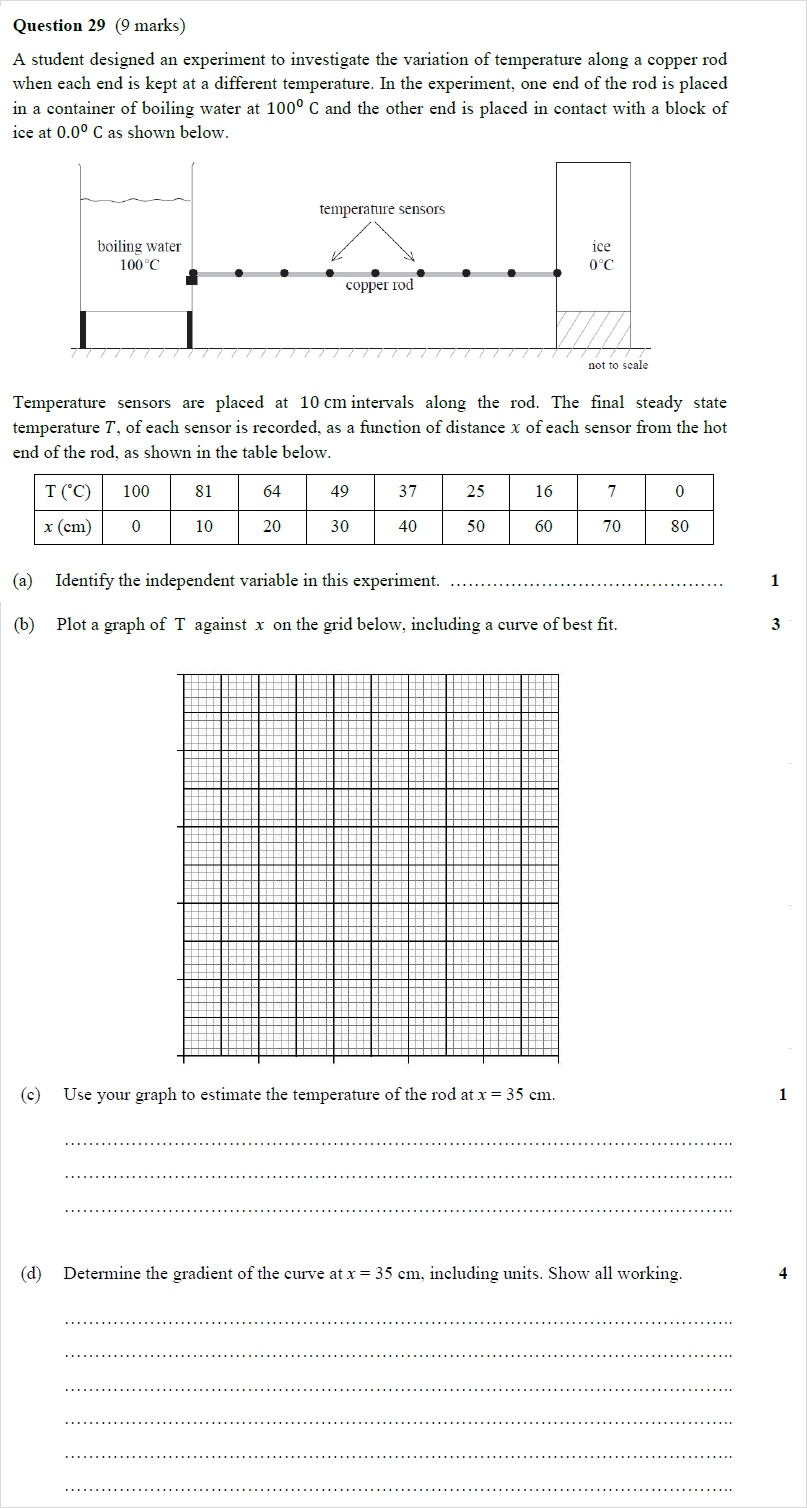 Question 29 (9 marks)
A student designed an experiment to investigate the variation of temperature along a copper rod
when each end is kept at a different temperature. In the experiment, one end of the rod is placed
in a container of boiling water at 100⁰ C and the other end is placed in contact with a block of
ice at 0.0⁰ C as shown below.
temperature sensors
boiling water
100°C
ice
0°C
copper rod
not to scale
Temperature sensors are placed at 10 cm intervals along the rod. The final steady state
temperature T, of each sensor is recorded, as a function of distance x of each sensor from the hot
end of the rod, as shown in the table below.
T (˚C) 100 81 64 49 37 25 16 7 0
x (cm) 0 10 20 30 40 50 60 70 80
(a) Identify the independent variable in this experiment. .............................................. 1
(b) Plot a graph of T against x on the grid below, including a curve of best fit. 3
(c) Use your graph to estimate the temperature of the rod at x = 35 cm. 1
(d) Determine the gradient of the curve at x = 35 cm, including units. Show all working. 4